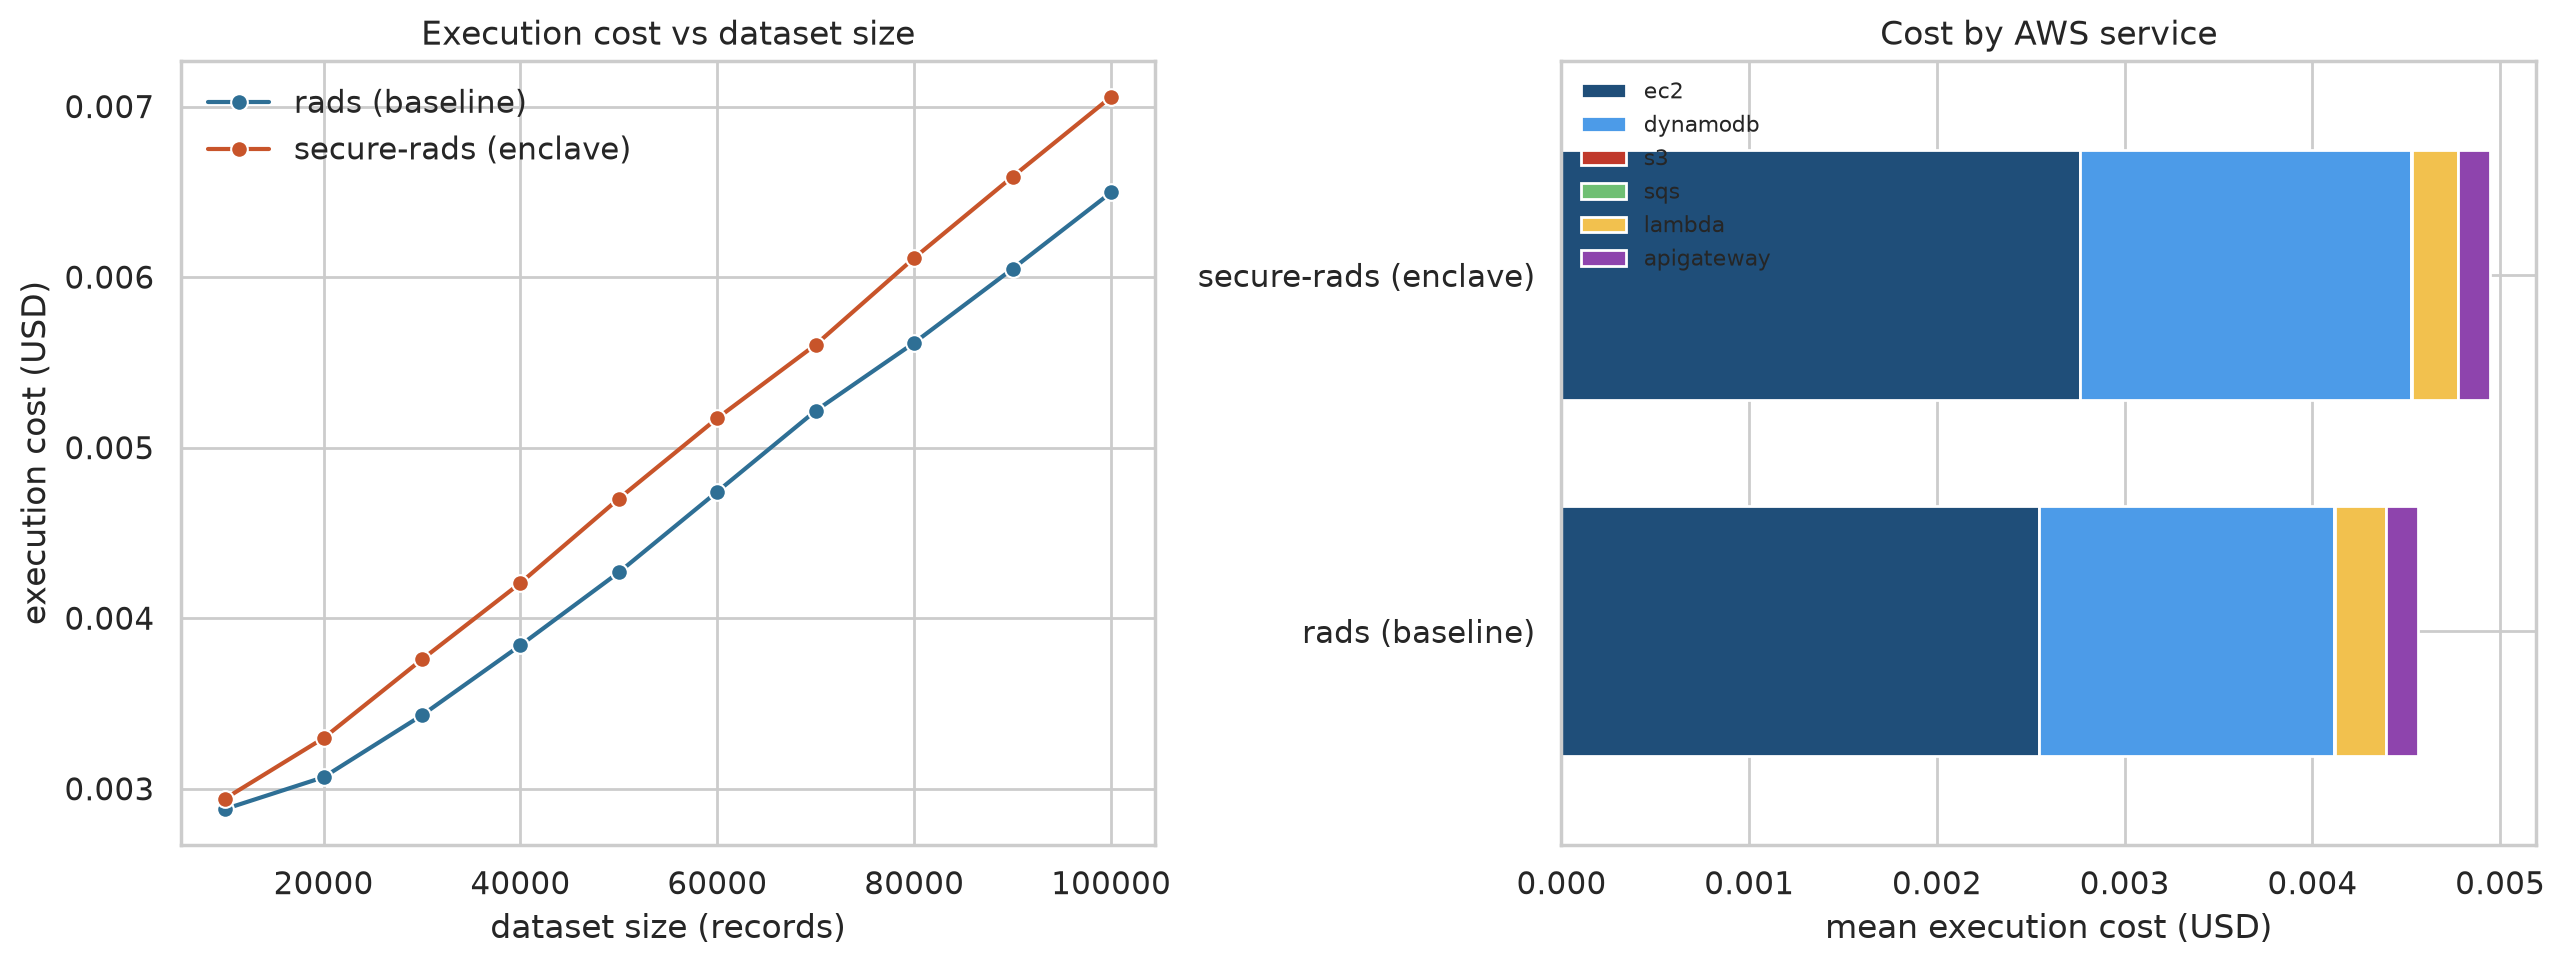 Execution cost vs dataset size
rads (baseline)
secure-rads (enclave)
0.007
0.006
0.005
0.004
0.003
execution cost (USD)
20000 40000 60000 80000 100000
dataset size (records)
Cost by AWS service
ec2
dynamodb
s3
sqs
lambda
apigateway
secure-rads (enclave)
rads (baseline)
0.000 0.001 0.002 0.003 0.004 0.005
mean execution cost (USD)